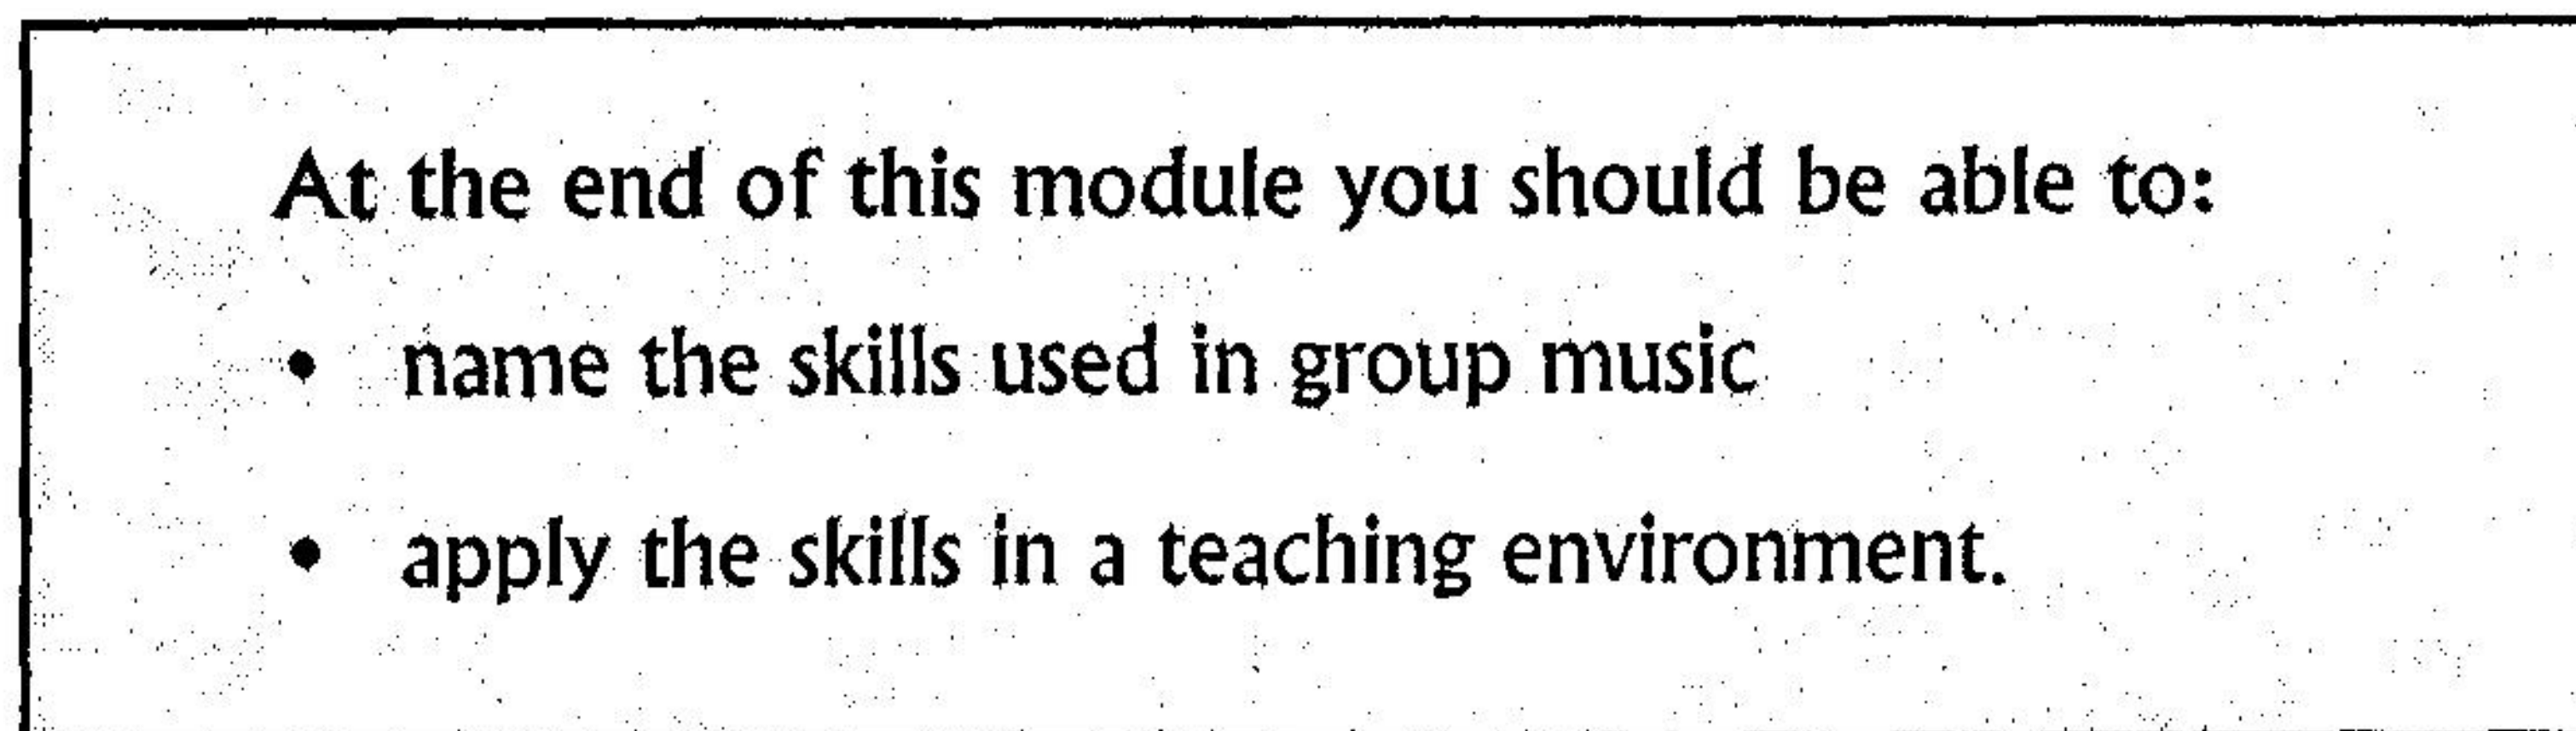 At the end of this module you should be able to:
• name the skills used in group music
• apply the skills in a teaching environment.